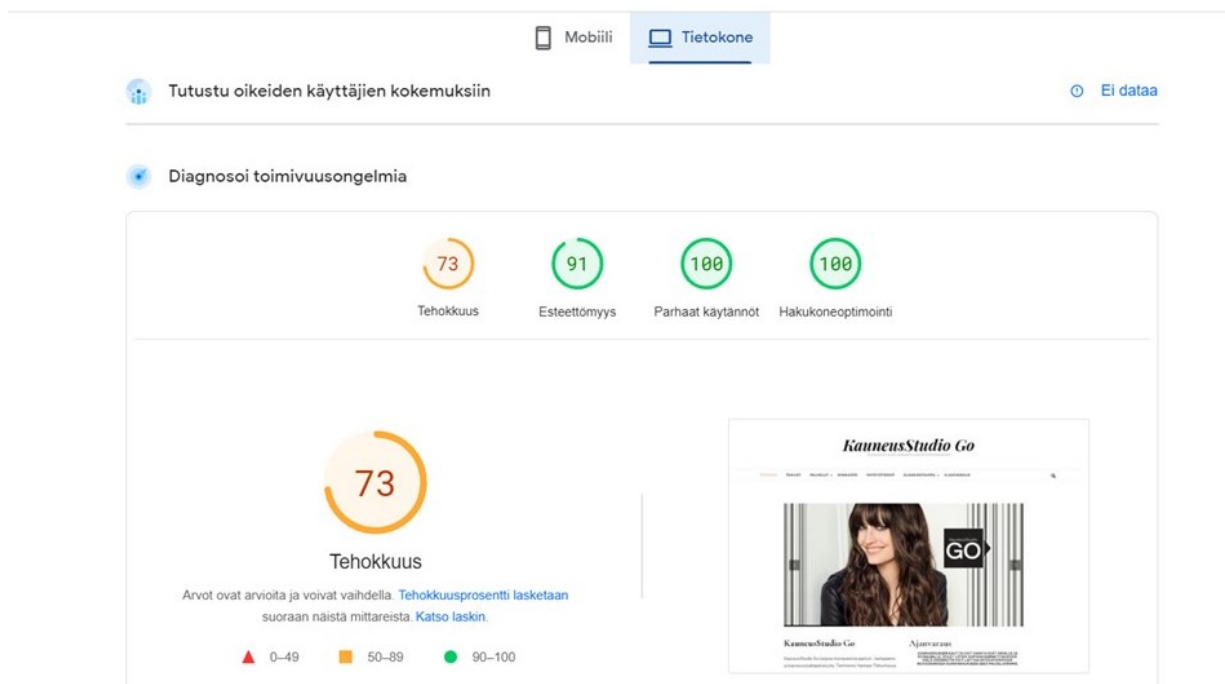 Mobiili
Tietokone
Tutustu oikeiden käyttäjien kokemuksiin
Ei dataa
Diagnosoi toimivuusongelmia
73
91
100
100
Tehokkuus
Esteettömyys
Parhaat käytännöt
Hakukoneoptimointi
73
Tehokkuus
Arvot ovat arvioita ja voivat vaihdella. Tehokkuusprosentti lasketaan
suoraan näistä mittareista. Katso laskin.
0–49
50–89
90–100
KauneusStudio Go
GO
KauneusStudio Go
Ajanvaraus